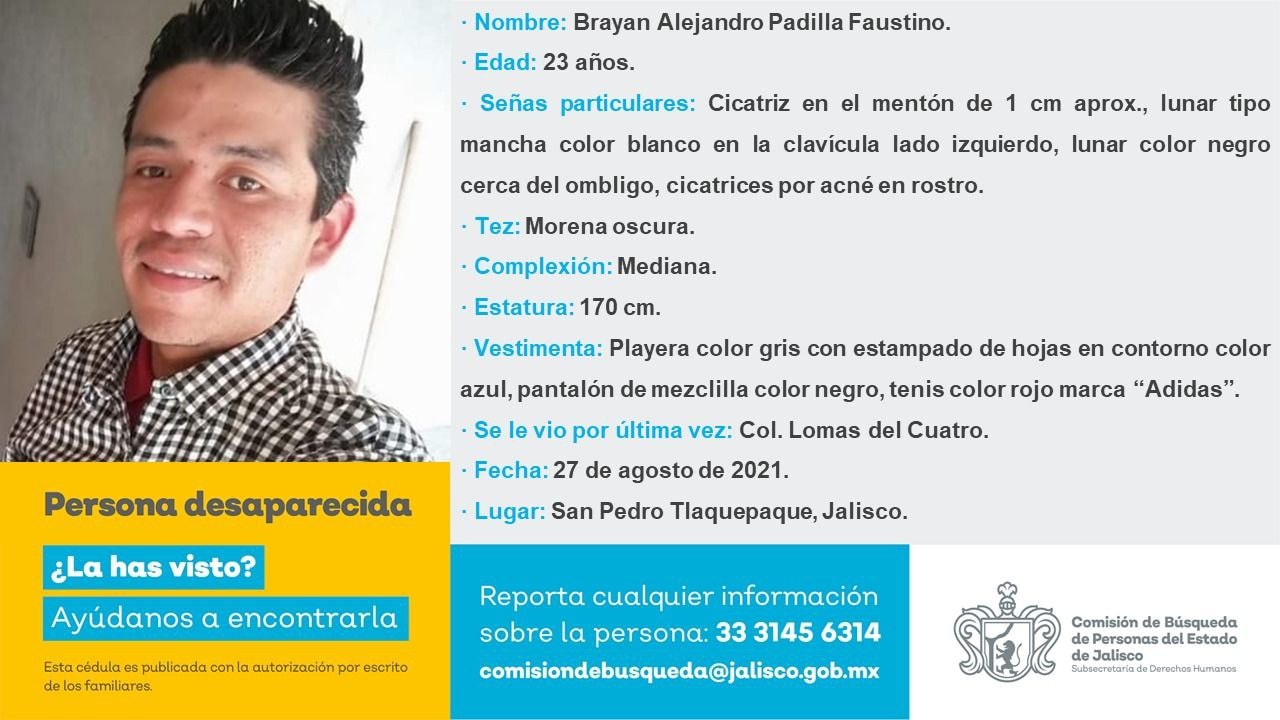 · Nombre: Brayan Alejandro Padilla Faustino.
· Edad: 23 años.
· Señas particulares: Cicatriz en el mentón de 1 cm aprox., lunar tipo
mancha color blanco en la clavícula lado izquierdo, lunar color negro
cerca del ombligo, cicatrices por acné en rostro.
· Tez: Morena oscura.
· Complexión: Mediana.
· Estatura: 170 cm.
· Vestimenta: Playera color gris con estampado de hojas en contorno color
azul, pantalón de mezclilla color negro, tenis color rojo marca “Adidas”.
· Se le vio por última vez: Col. Lomas del Cuatro.
· Fecha: 27 de agosto de 2021.
· Lugar: San Pedro Tlaquepaque, Jalisco.
Persona desaparecida
¿La has visto?
Ayúdanos a encontrarla
Esta cédula es publicada con la autorización por escrito
de los familiares.
Reporta cualquier información
sobre la persona: 33 3145 6314
comisiondebusqueda@jalisco.gob.mx
Comisión de Búsqueda
de Personas del Estado
de Jalisco
Subsecretaría de Derechos Humanos